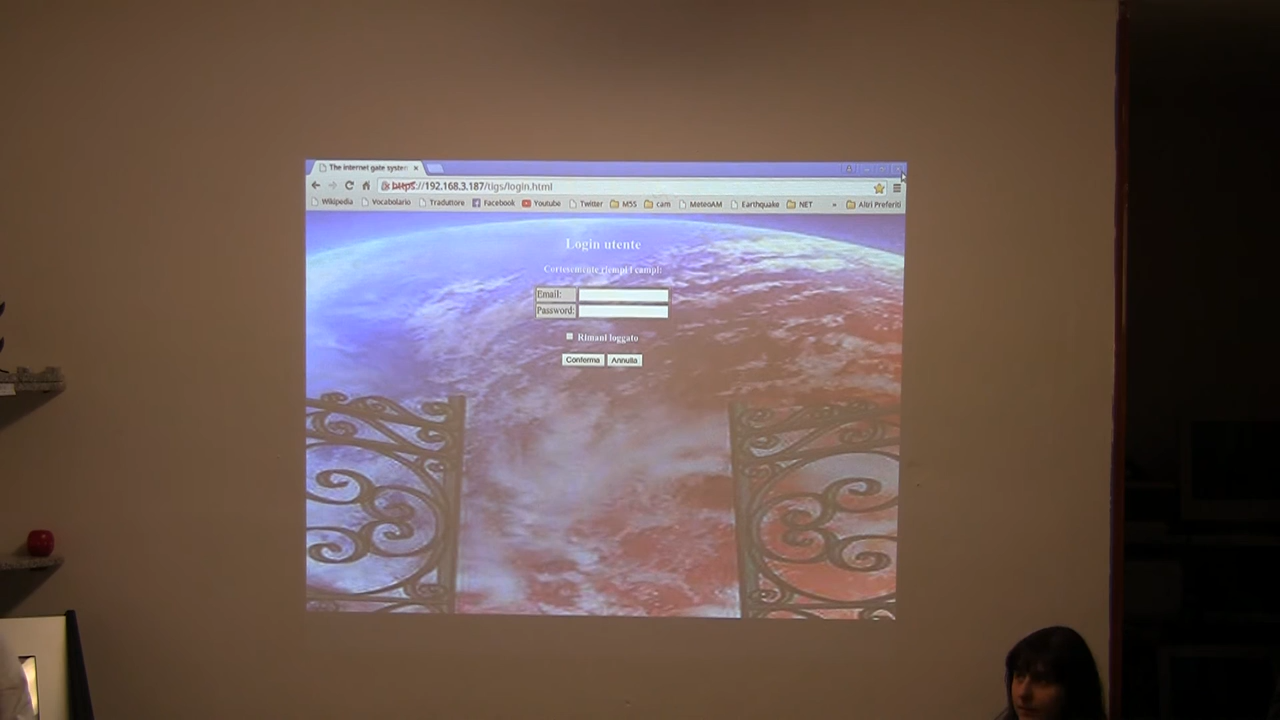 The internet gate system
https://192.168.3.187/tigs/login.html
Wikipedia Vocabolario Traduttore Facebook Youtube Twitter M5S cam MeteoAM Earthquake NET » Altri Preferiti
Login utente
Cortesemente riempi i campi:
Email:
Password:
Rimani loggato
Conferma Annulla